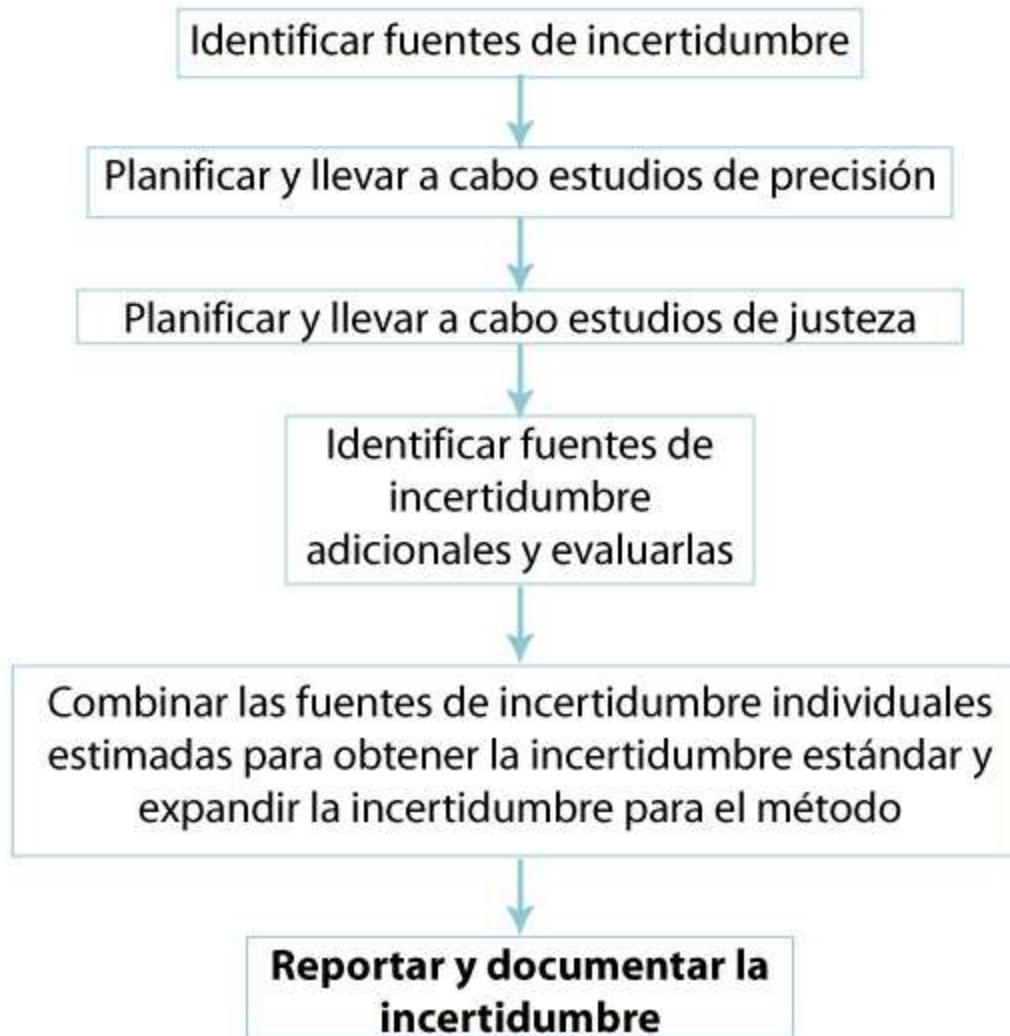 Identificar fuentes de incertidumbre
Planificar y llevar a cabo estudios de precisión
Planificar y llevar a cabo estudios de justeza
Identificar fuentes de
incertidumbre
adicionales y evaluarlas
Combinar las fuentes de incertidumbre individuales
estimadas para obtener la incertidumbre estándar y
expandir la incertidumbre para el método
Reportar y documentar la
incertidumbre